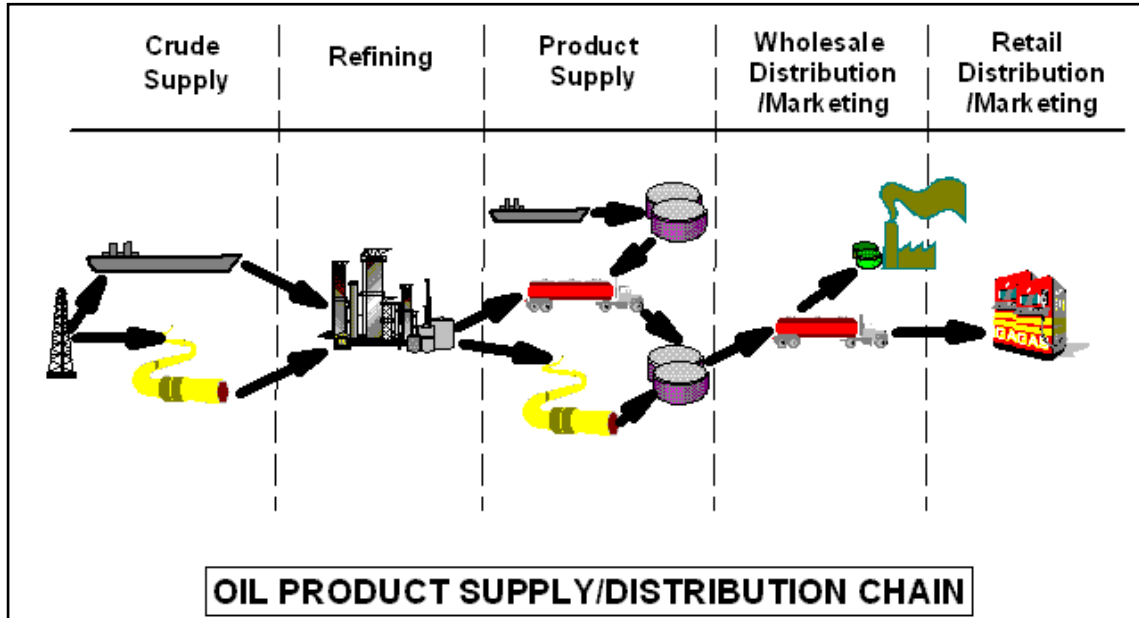 Crude
Supply
Refining
Product
Supply
Wholesale
Distribution
/Marketing
Retail
Distribution
/Marketing
OIL PRODUCT SUPPLY/DISTRIBUTION CHAIN